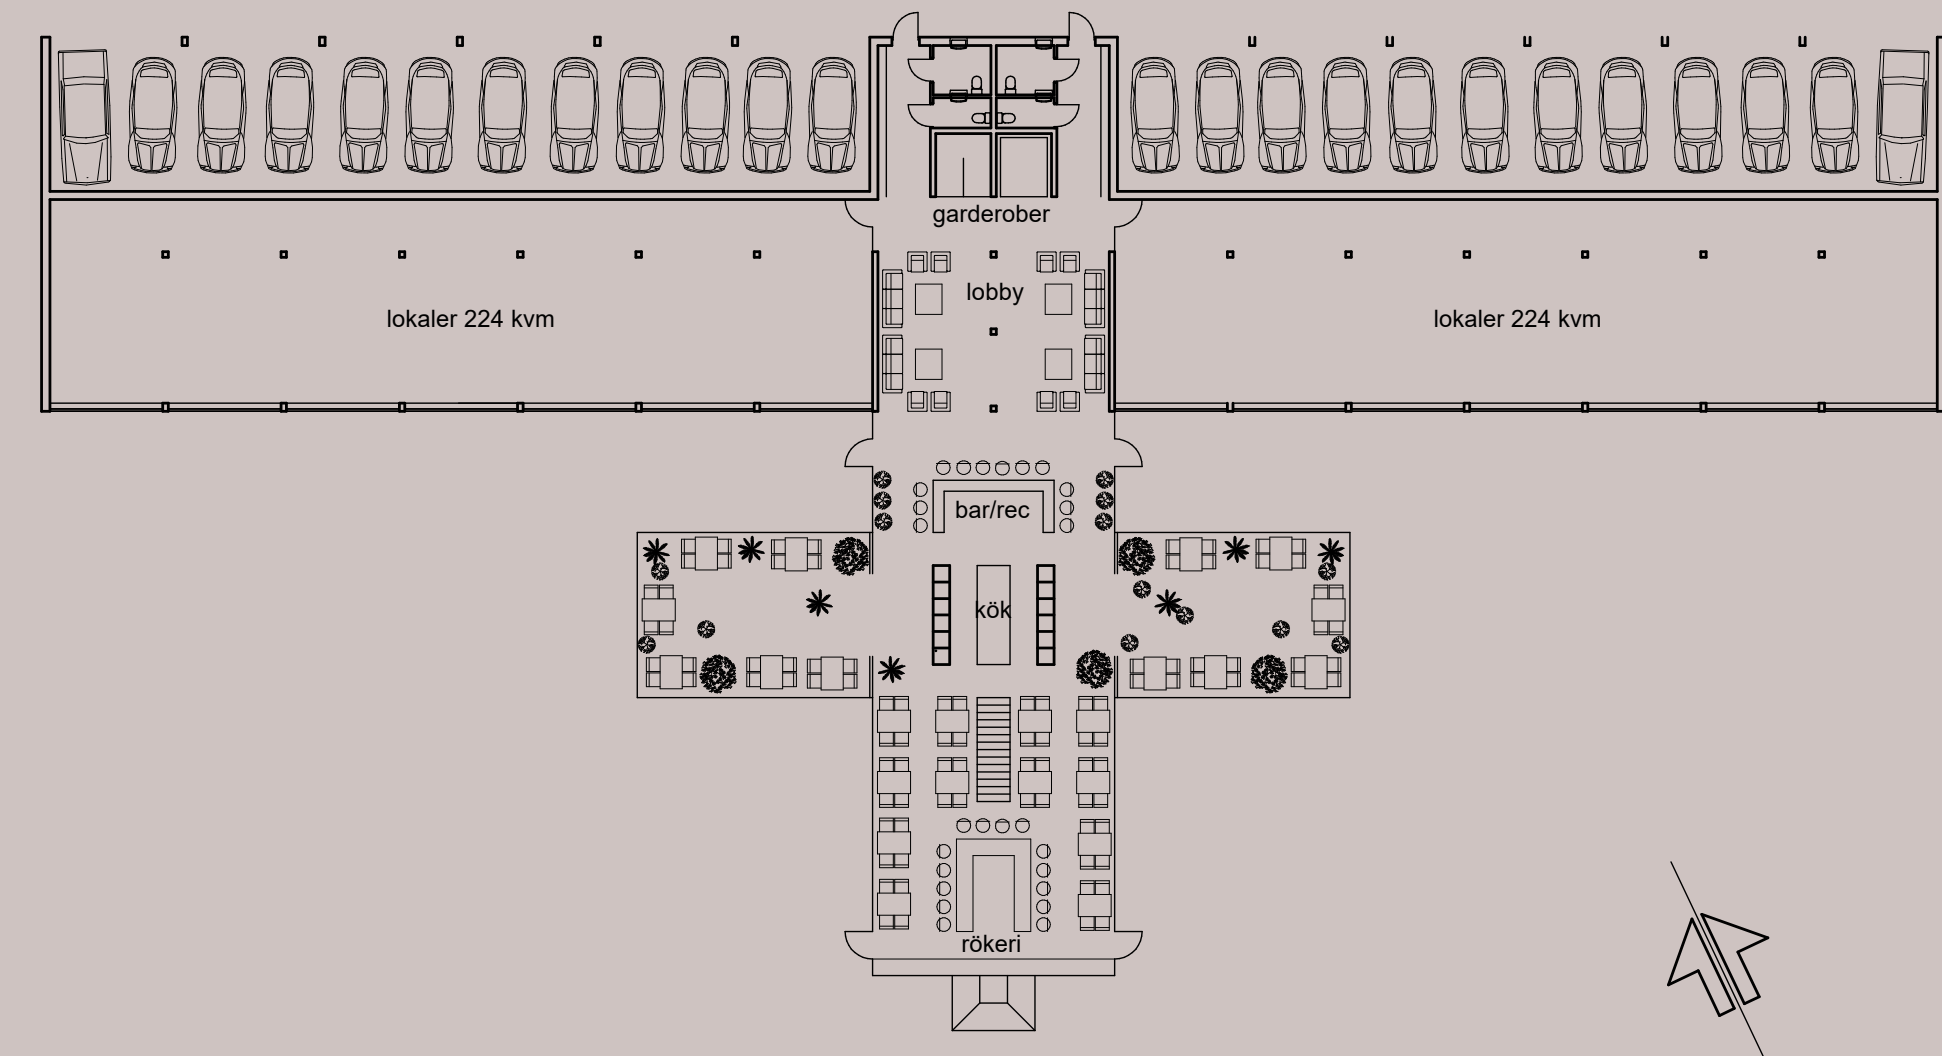 garderober
lobby
lokaler 224 kvm
lokaler 224 kvm
bar/rec
kök
rökeri